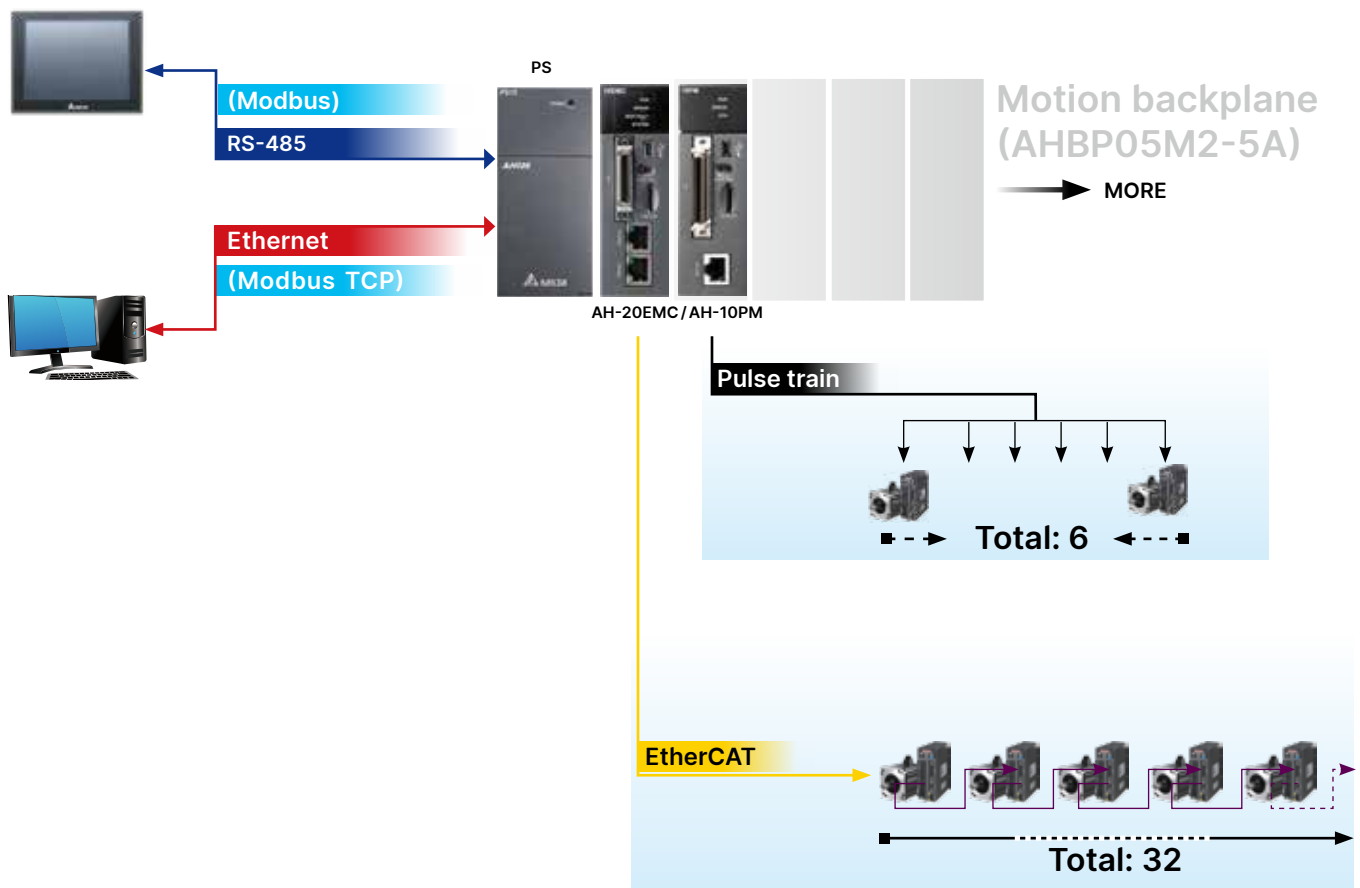 PS
(Modbus)
RS-485
Ethernet
(Modbus TCP)
Motion backplane
(AHBP05M2-5A)
MORE
AH-20EMC/AH-10PM
Pulse train
Total: 6
EtherCAT
Total: 32